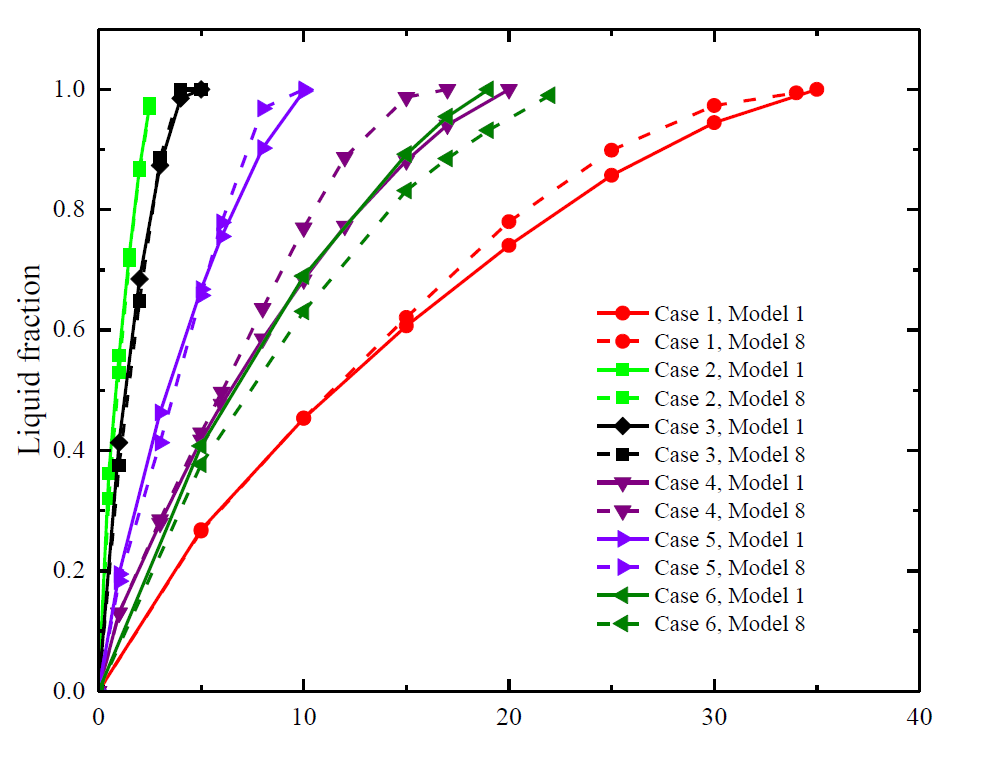 Liquid fraction
1.0
0.8
0.6
0.4
0.2
0.0
0
10
20
30
40
Case 1, Model 1
Case 1, Model 8
Case 2, Model 1
Case 2, Model 8
Case 3, Model 1
Case 3, Model 8
Case 4, Model 1
Case 4, Model 8
Case 5, Model 1
Case 5, Model 8
Case 6, Model 1
Case 6, Model 8